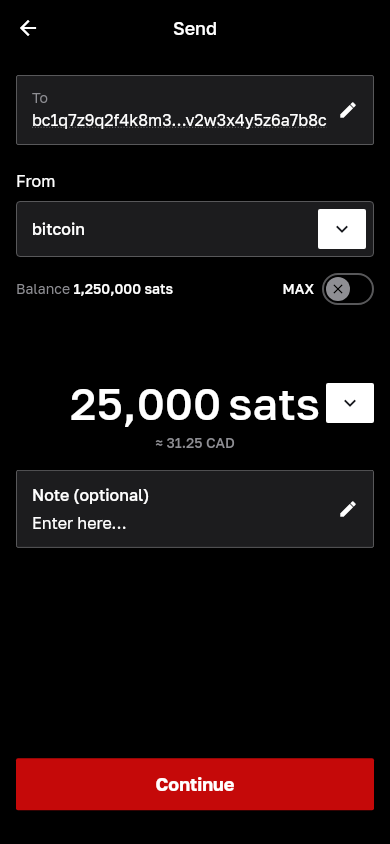 Send
To
bc1q7z9q2f4k8m3...v2w3x4y5z6a7b8c
From
bitcoin
Balance 1,250,000 sats
MAX
25,000 sats
≈ 31.25 CAD
Note (optional)
Enter here...
Continue